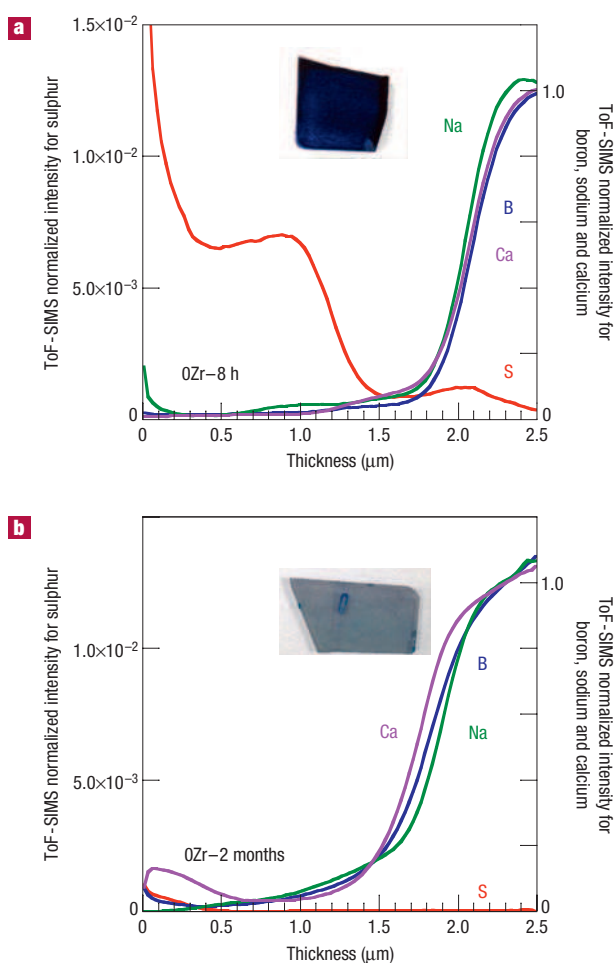 a
ToF-SIMS normalized intensity for sulphur
1.5×10⁻²
1.0×10⁻²
5.0×10⁻³
0
Na
B
Ca
S
0Zr–8 h
1.0
0
ToF-SIMS normalized intensity for
boron, sodium and calcium
0 0.5 1.0 1.5 2.0 2.5
Thickness (μm)
b
ToF-SIMS normalized intensity for sulphur
1.0×10⁻²
5.0×10⁻³
0
B
Ca
Na
0Zr–2 months
S
1.0
0
ToF-SIMS normalized intensity for
boron, sodium and calcium
0 0.5 1.0 1.5 2.0 2.5
Thickness (μm)